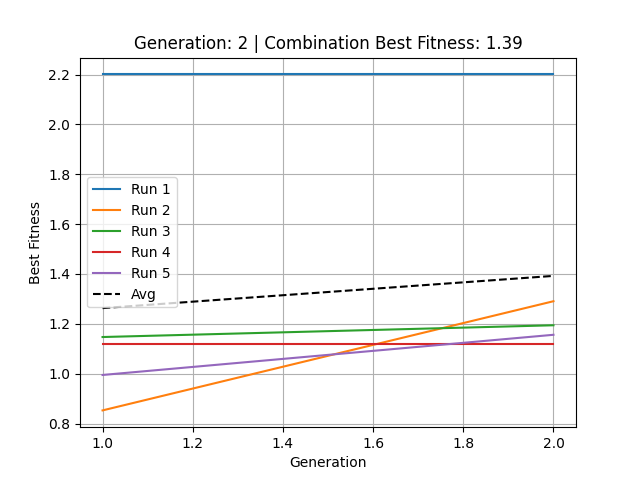 Generation: 2 | Combination Best Fitness: 1.39
Best Fitness
2.2
2.0
1.8
1.6
1.4
1.2
1.0
0.8
Run 1
Run 2
Run 3
Run 4
Run 5
Avg
1.0 1.2 1.4 1.6 1.8 2.0
Generation